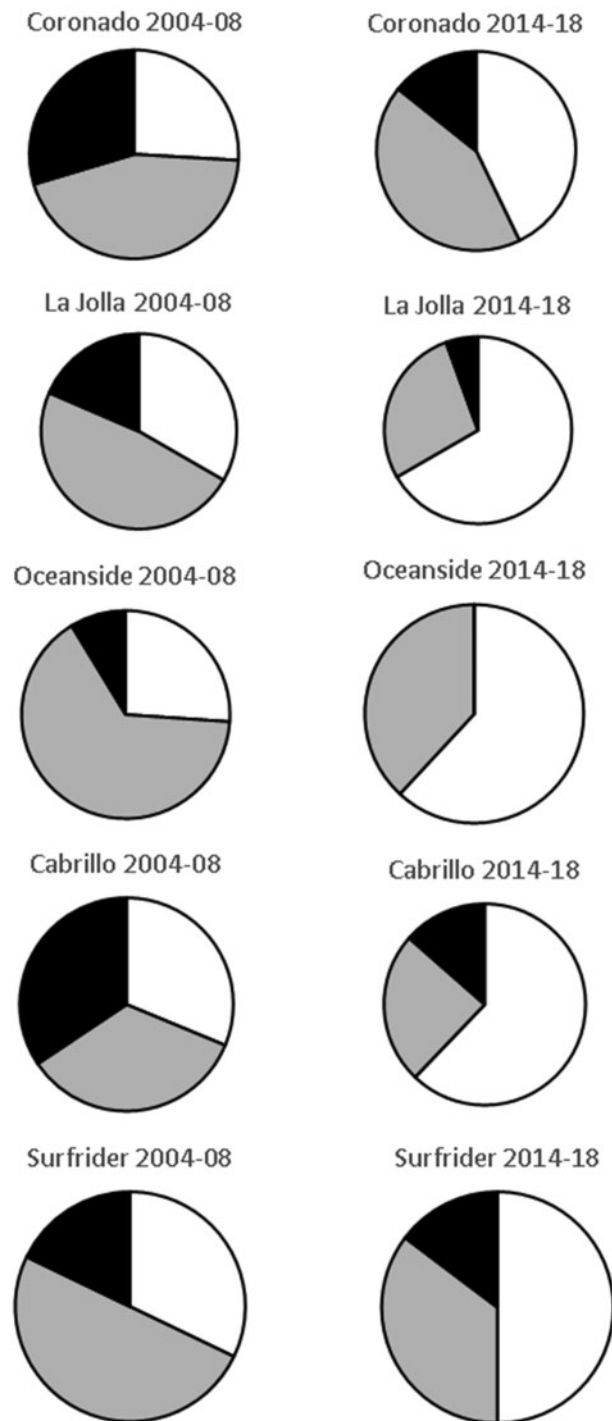 Coronado 2004-08
Coronado 2014-18
La Jolla 2004-08
La Jolla 2014-18
Oceanside 2004-08
Oceanside 2014-18
Cabrillo 2004-08
Cabrillo 2014-18
Surfrider 2004-08
Surfrider 2014-18